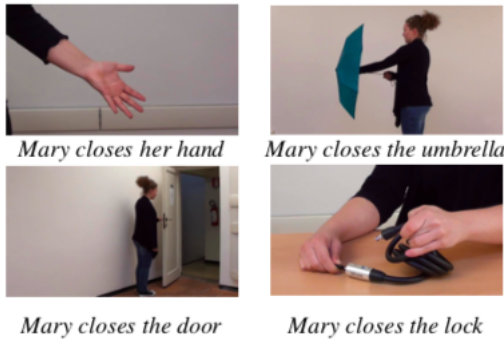 Mary closes her hand
Mary closes the umbrella
Mary closes the door
Mary closes the lock